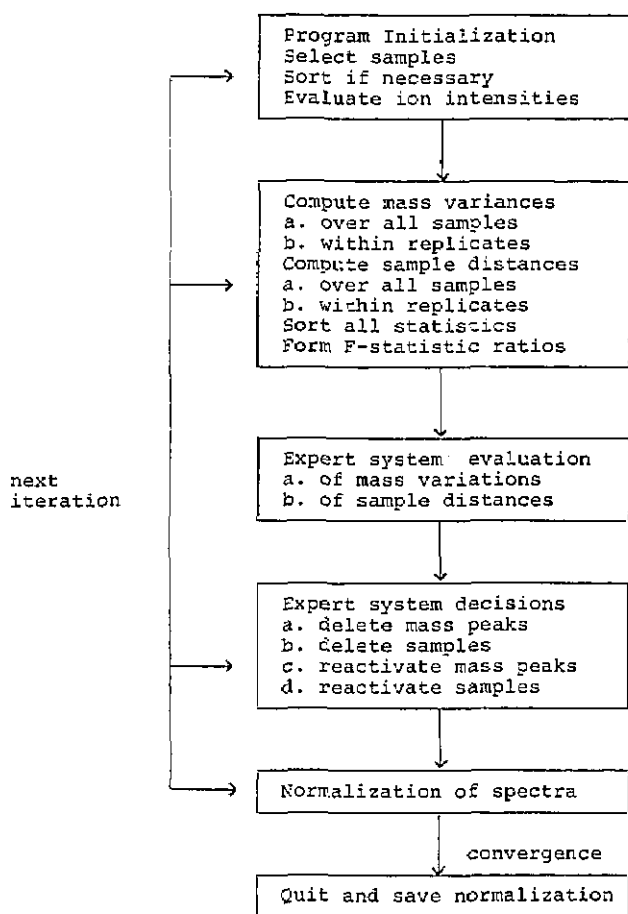 Program Initialization
Select samples
Sort if necessary
Evaluate ion intensities
Compute mass variances
a. over all samples
b. within replicates
Compute sample distances
a. over all samples
b. within replicates
Sort all statistics
Form F-statistic ratios
Expert system evaluation
a. of mass variations
b. of sample distances
next
iteration
Expert system decisions
a. delete mass peaks
b. delete samples
c. reactivate mass peaks
d. reactivate samples
Normalization of spectra
convergence
Quit and save normalization